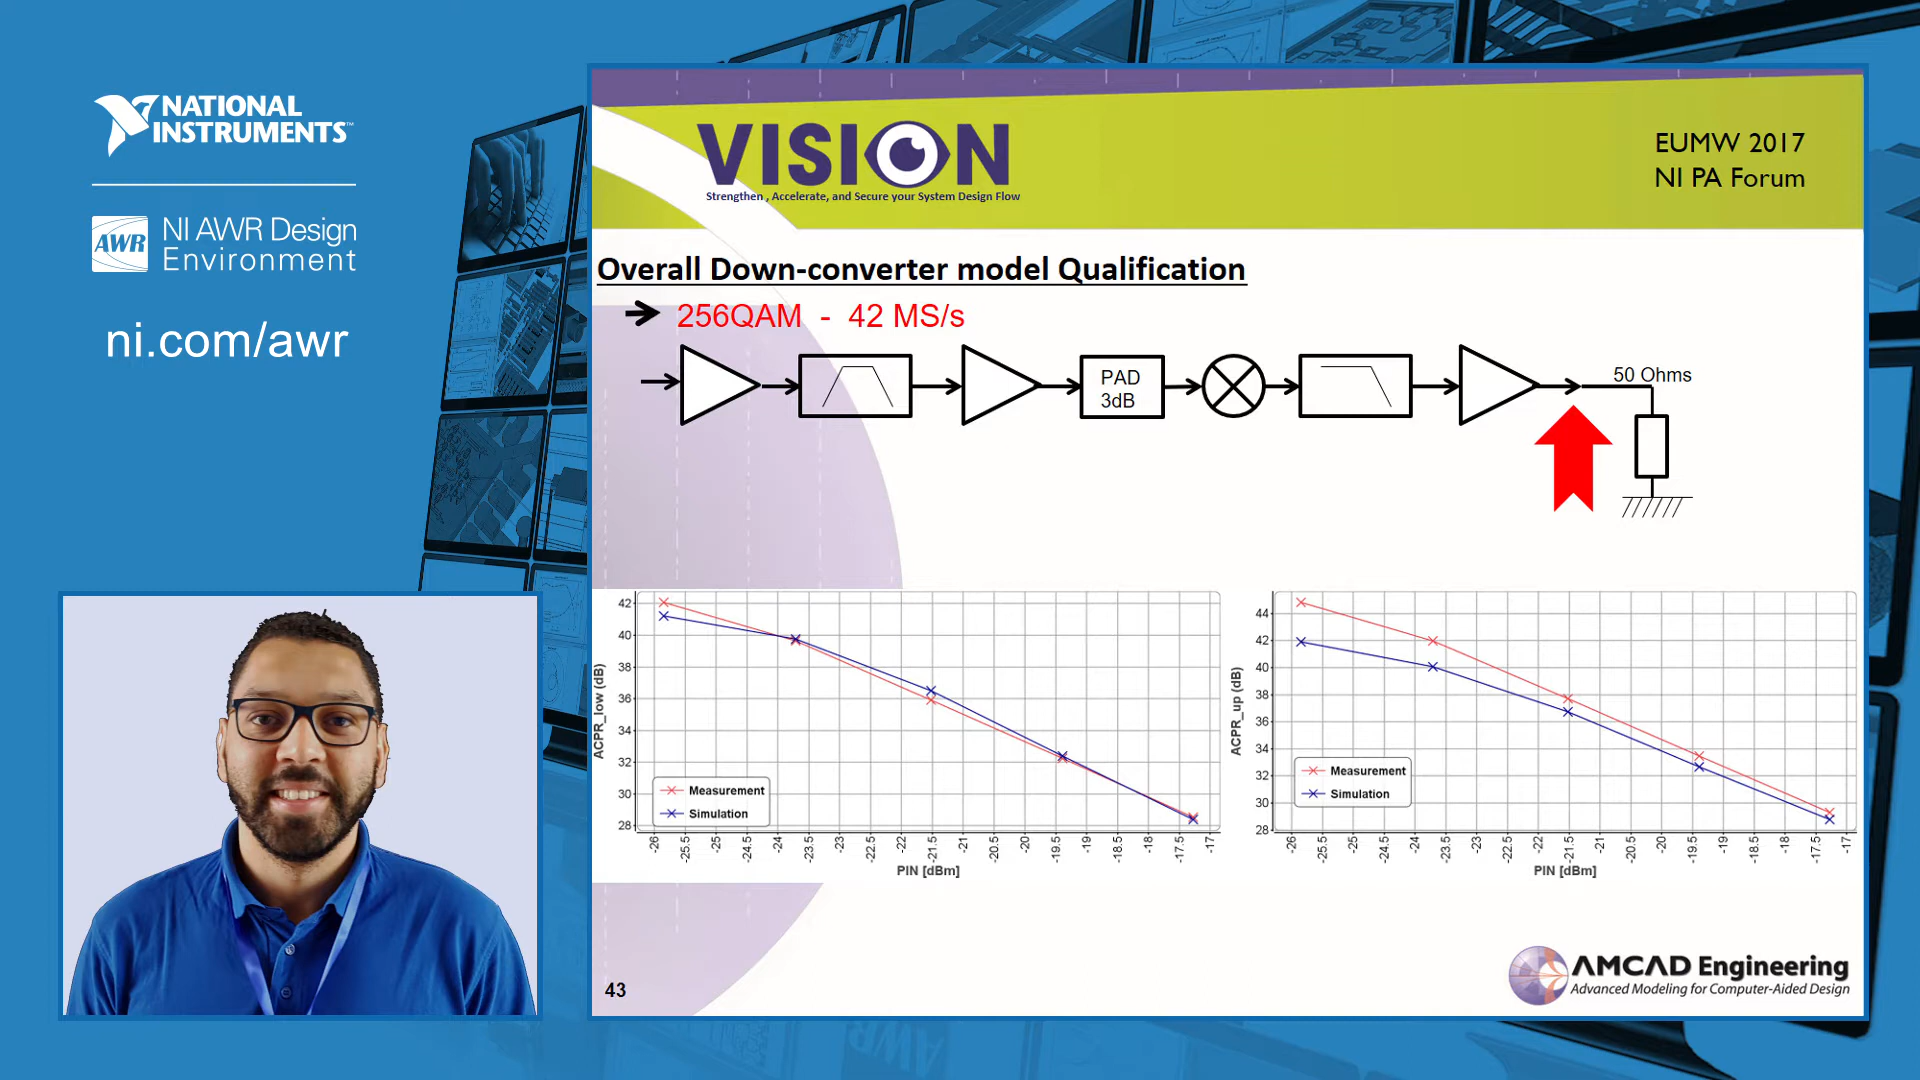 NATIONAL
INSTRUMENTS™
AWR
NI AWR Design
Environment
ni.com/awr
VISION
Strengthen , Accelerate, and Secure your System Design Flow
EUMW 2017
NI PA Forum
Overall Down-converter model Qualification
256QAM - 42 MS/s
PAD
3dB
50 Ohms
ACPR_low (dB)
42
40
38
36
34
32
30
28
Measurement
Simulation
-26 -25.5 -25 -24.5 -24 -23.5 -23 -22.5 -22 -21.5 -21 -20.5 -20 -19.5 -19 -18.5 -18 -17.5 -17
PIN [dBm]
ACPR_up (dB)
44
42
40
38
36
34
32
30
28
Measurement
Simulation
-26 -25.5 -25 -24.5 -24 -23.5 -23 -22.5 -22 -21.5 -21 -20.5 -20 -19.5 -19 -18.5 -18 -17.5 -17
PIN [dBm]
43
AMCAD Engineering
Advanced Modeling for Computer-Aided Design
AWR